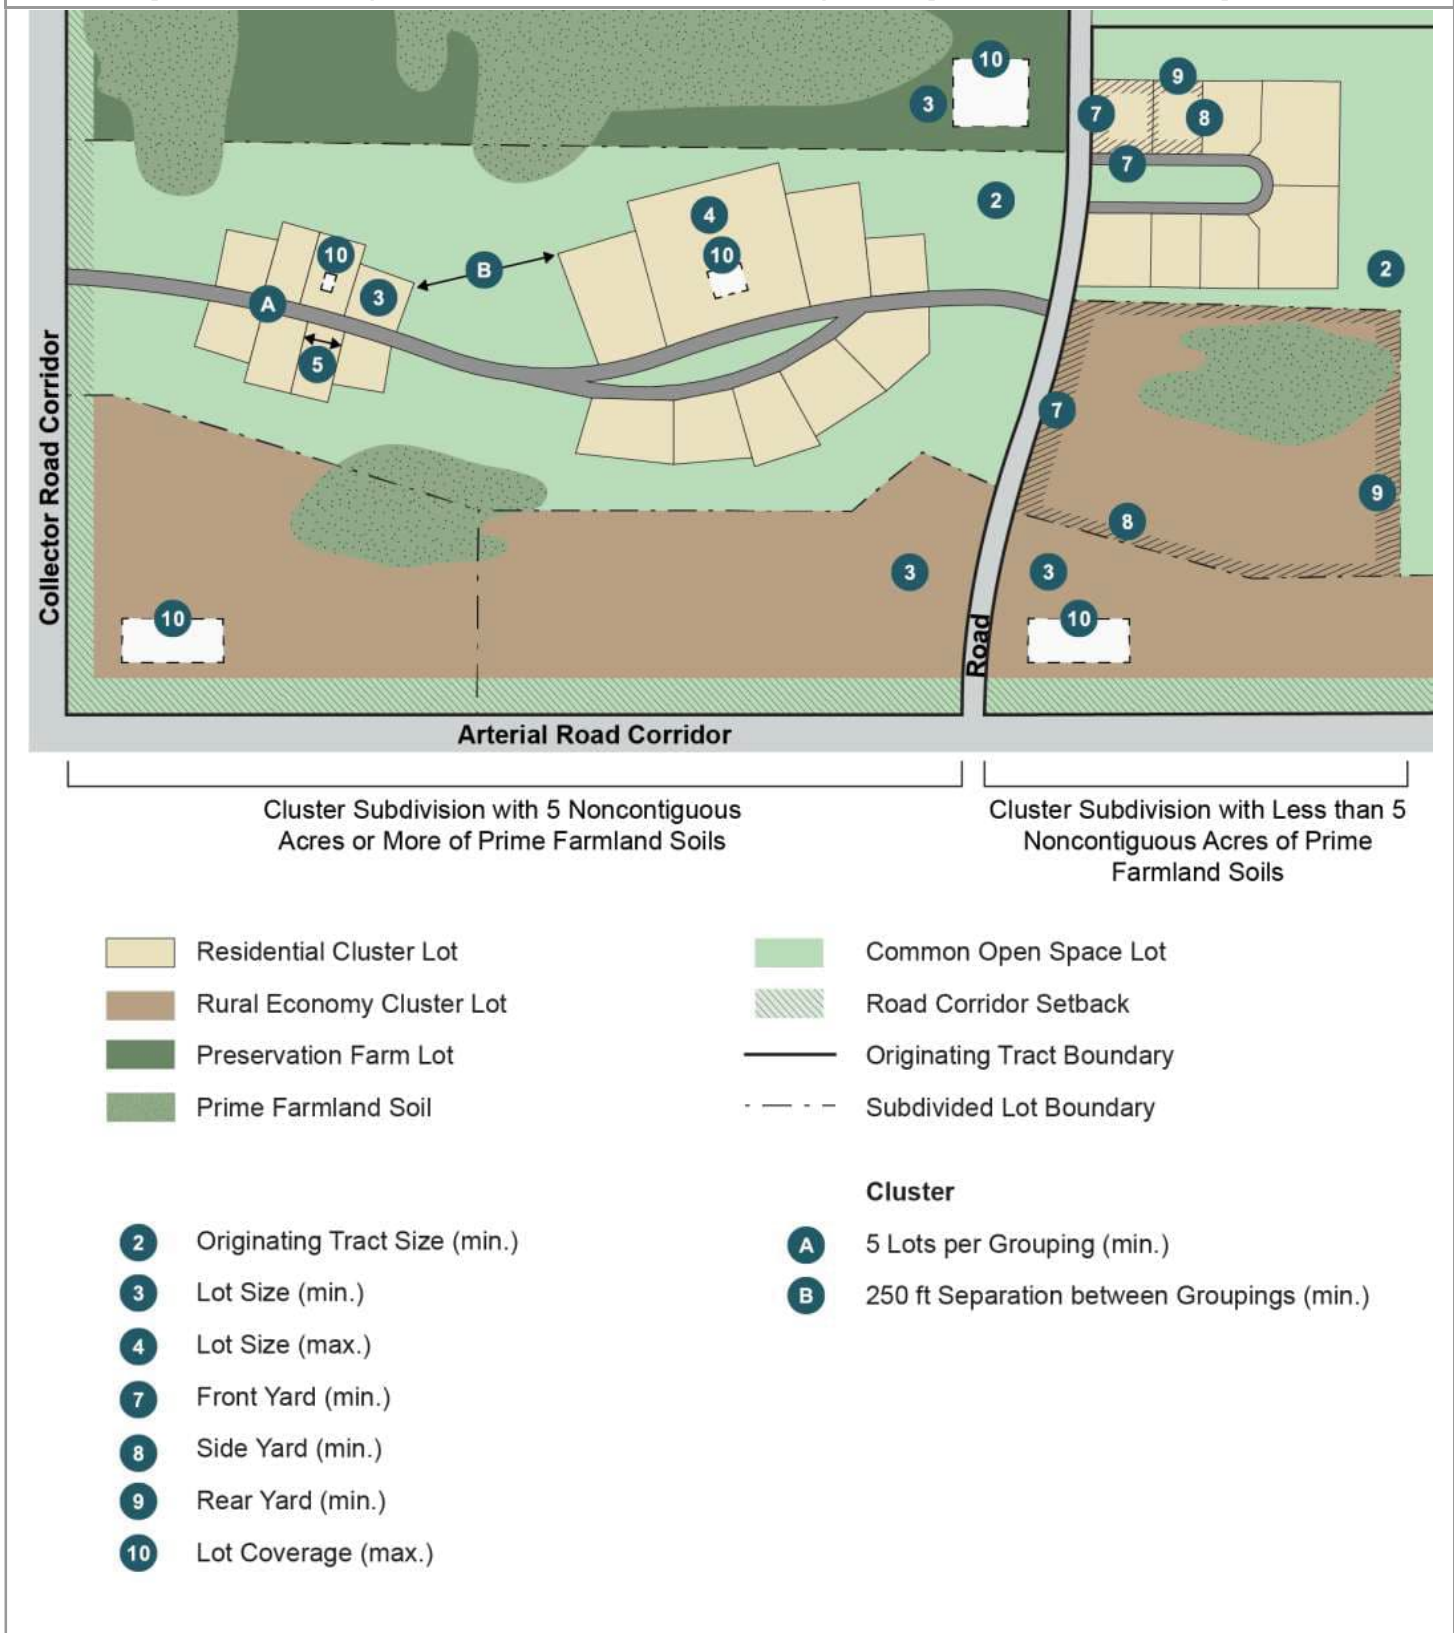 10
9
3
7
8
7
4
2
10
10
B
2
3
A
5
7
9
8
3
3
10
10
Collector Road Corridor
Road
Arterial Road Corridor
Cluster Subdivision with 5 Noncontiguous
Acres or More of Prime Farmland Soils
Cluster Subdivision with Less than 5
Noncontiguous Acres of Prime
Farmland Soils
Residential Cluster Lot
Rural Economy Cluster Lot
Preservation Farm Lot
Prime Farmland Soil
Common Open Space Lot
Road Corridor Setback
Originating Tract Boundary
Subdivided Lot Boundary
2 Originating Tract Size (min.)
3 Lot Size (min.)
4 Lot Size (max.)
7 Front Yard (min.)
8 Side Yard (min.)
9 Rear Yard (min.)
10 Lot Coverage (max.)
Cluster
A 5 Lots per Grouping (min.)
B 250 ft Separation between Groupings (min.)